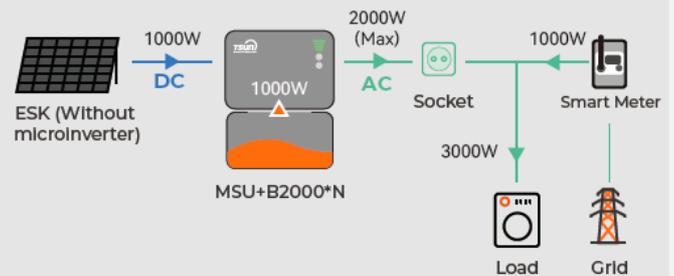 1000W
DC
ESK (Without
microinverter)
TSUN
1000W
MSU+B2000*N
2000W
(Max)
AC
Socket
1000W
Smart Meter
3000W
Load
Grid